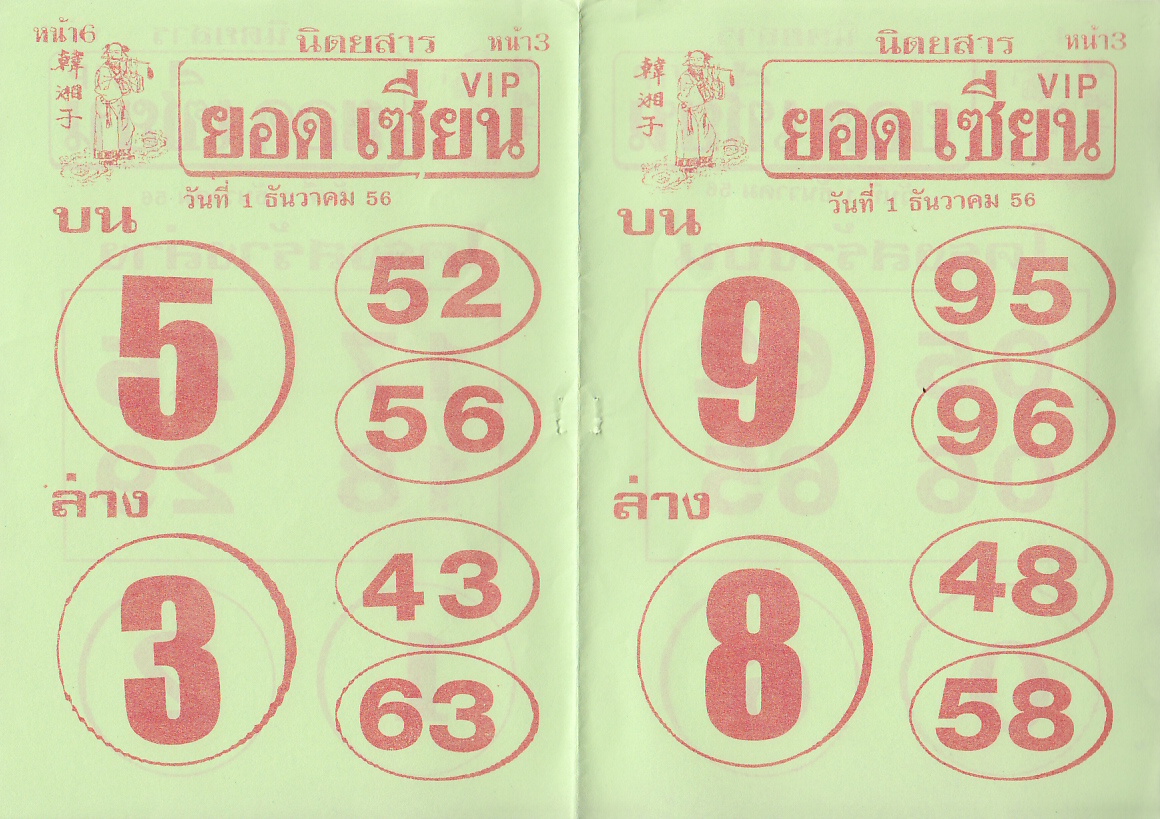 หน้า6
นิตยสาร หน้า3
韓湘子
VIP
ยอด เซียน
วันที่ 1 ธันวาคม 56
บน
5
52
56
ล่าง
3
43
63
นิตยสาร หน้า3
韓湘子
VIP
ยอด เซียน
วันที่ 1 ธันวาคม 56
บน
9
95
96
ล่าง
8
48
58